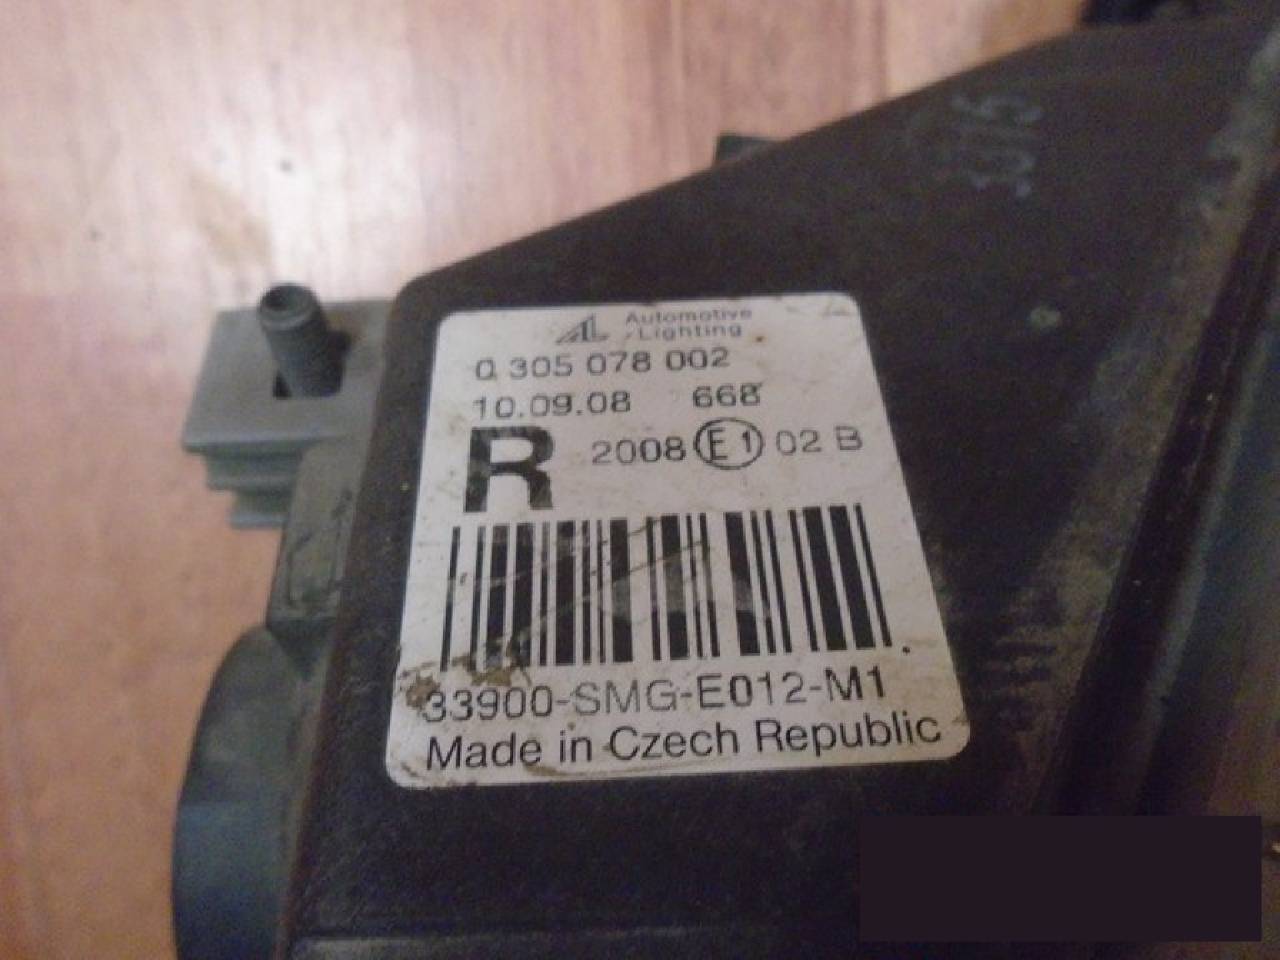 Automotive
Lighting
0 305 078 002
10.09.08 668
R 2008 E1 02 B
33900-SMG-E012-M1
Made in Czech Republic